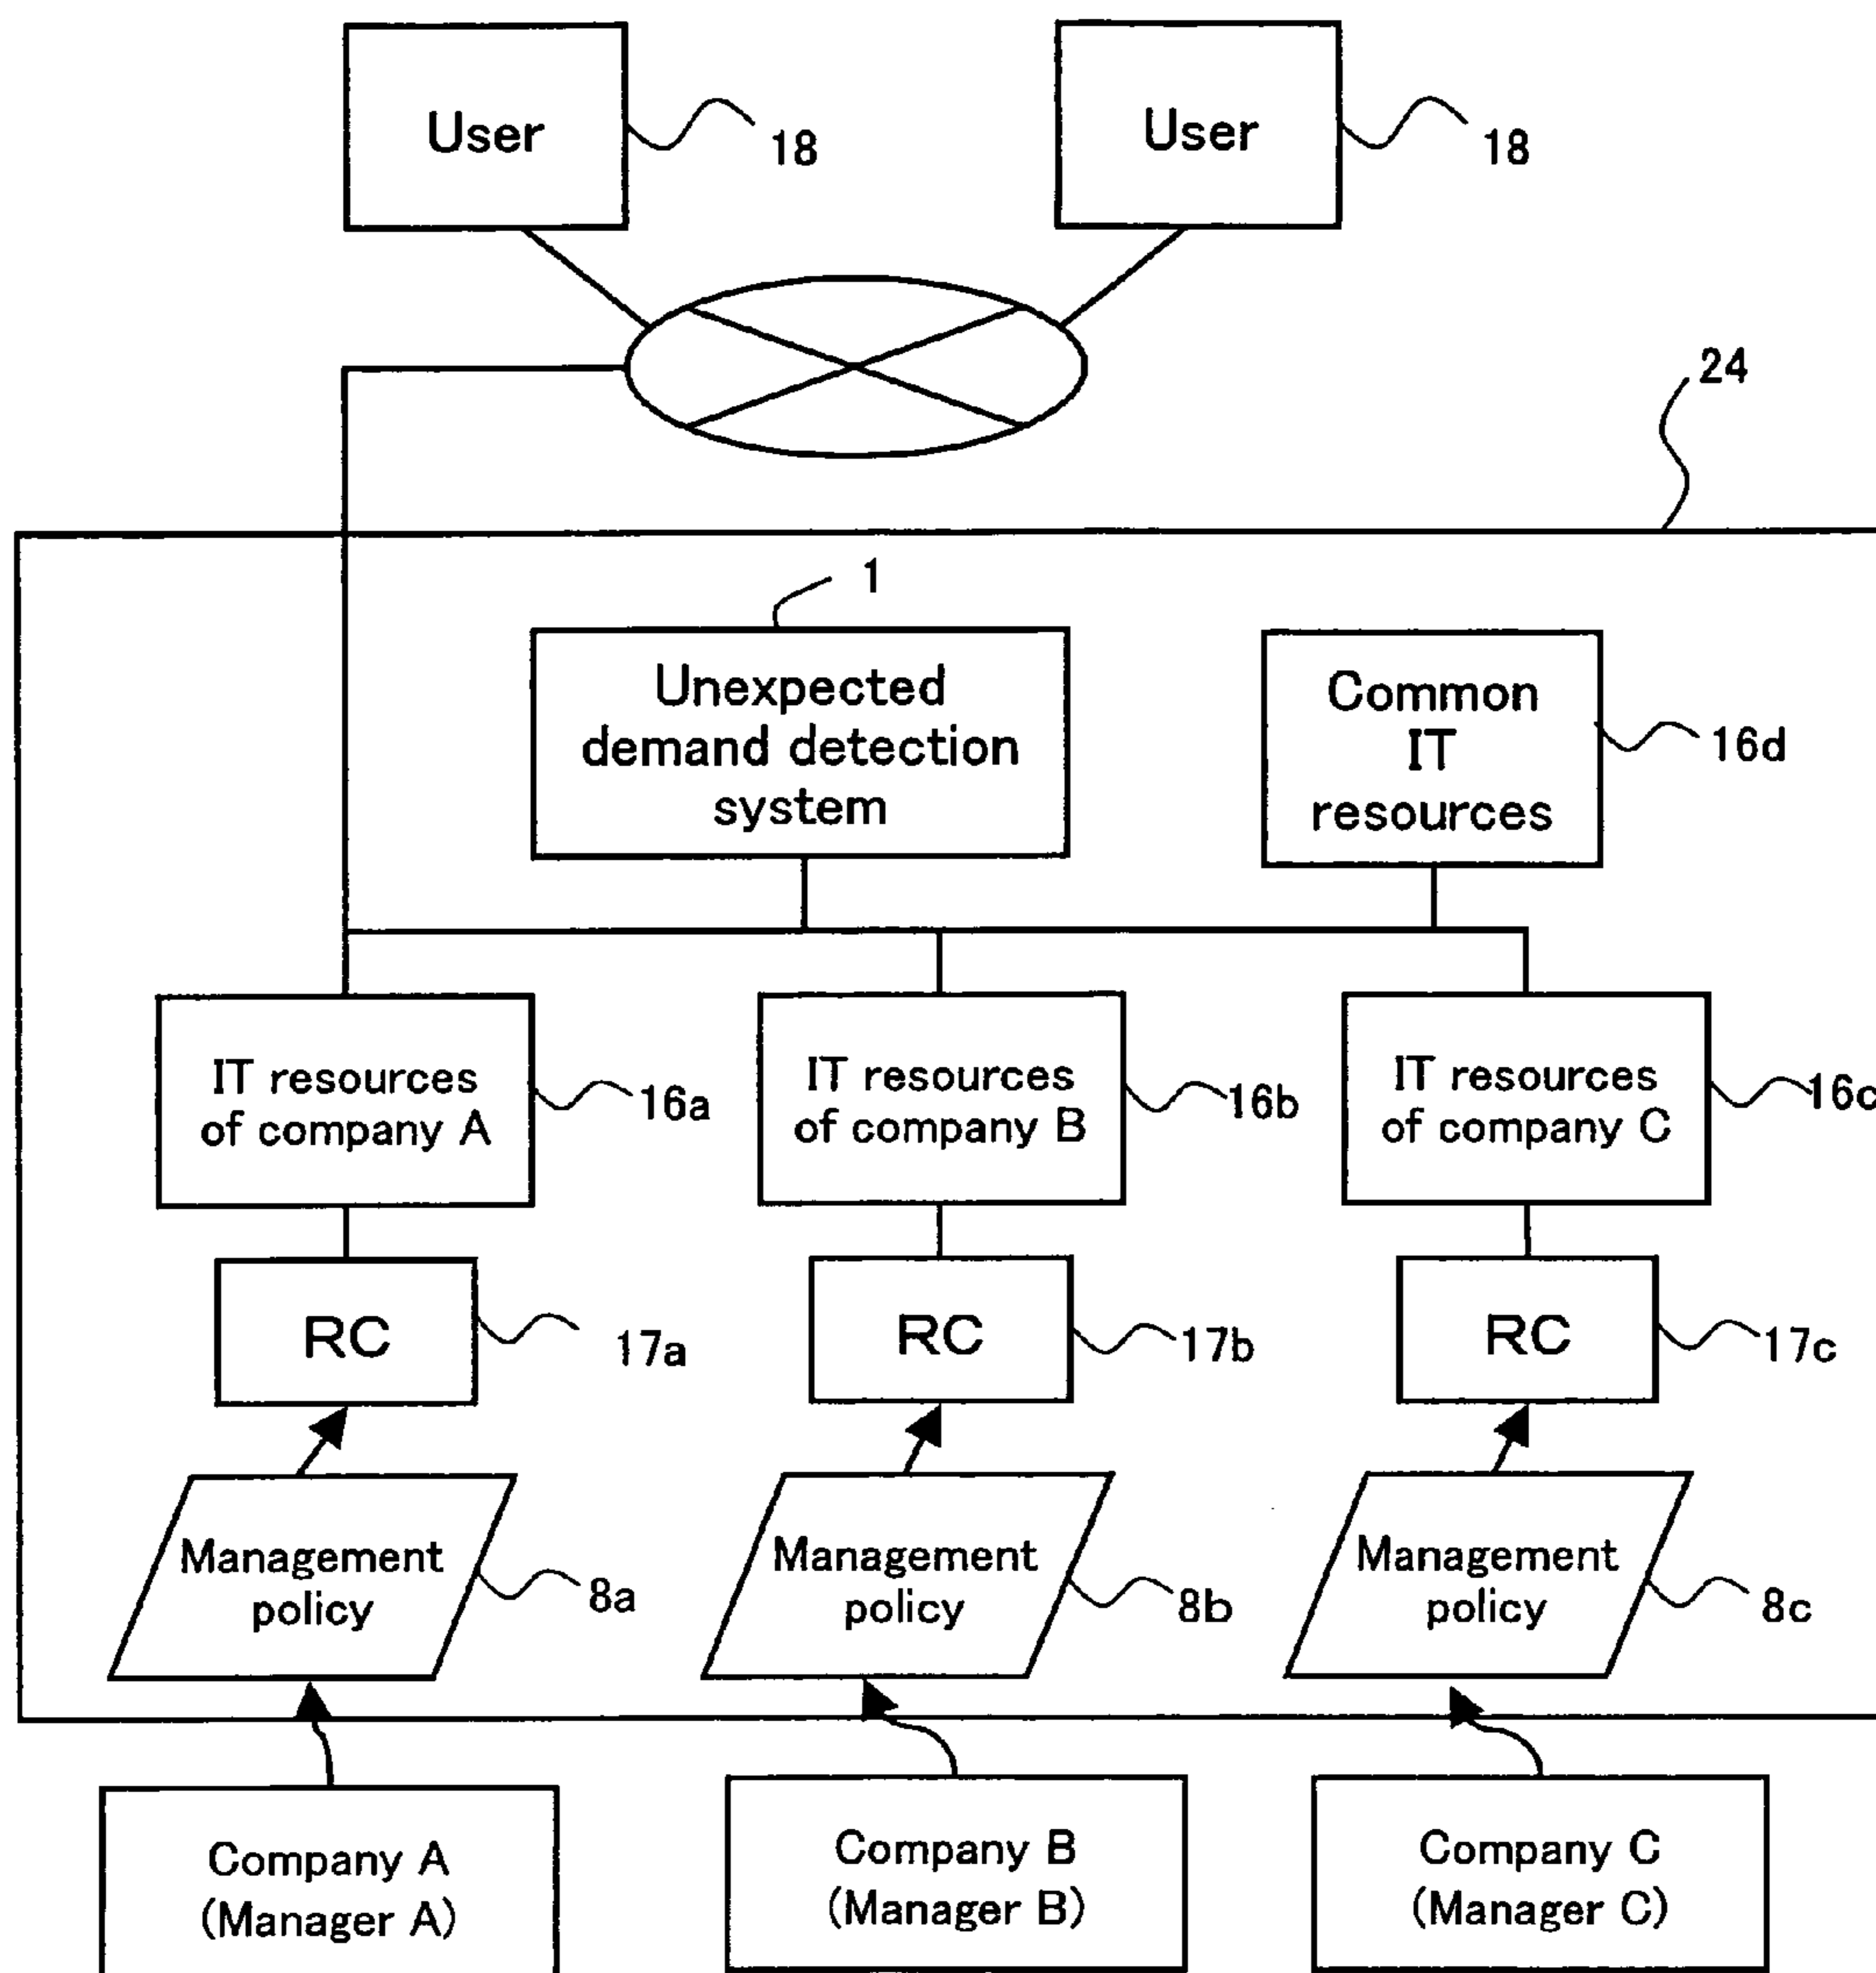 User
18
User
18
24
1
Unexpected
demand detection
system
Common
IT
resources
16d
IT resources
of company A
16a
IT resources
of company B
16b
IT resources
of company C
16c
RC
17a
RC
17b
RC
17c
Management
policy
8a
Management
policy
8b
Management
policy
8c
Company A
(Manager A)
Company B
(Manager B)
Company C
(Manager C)